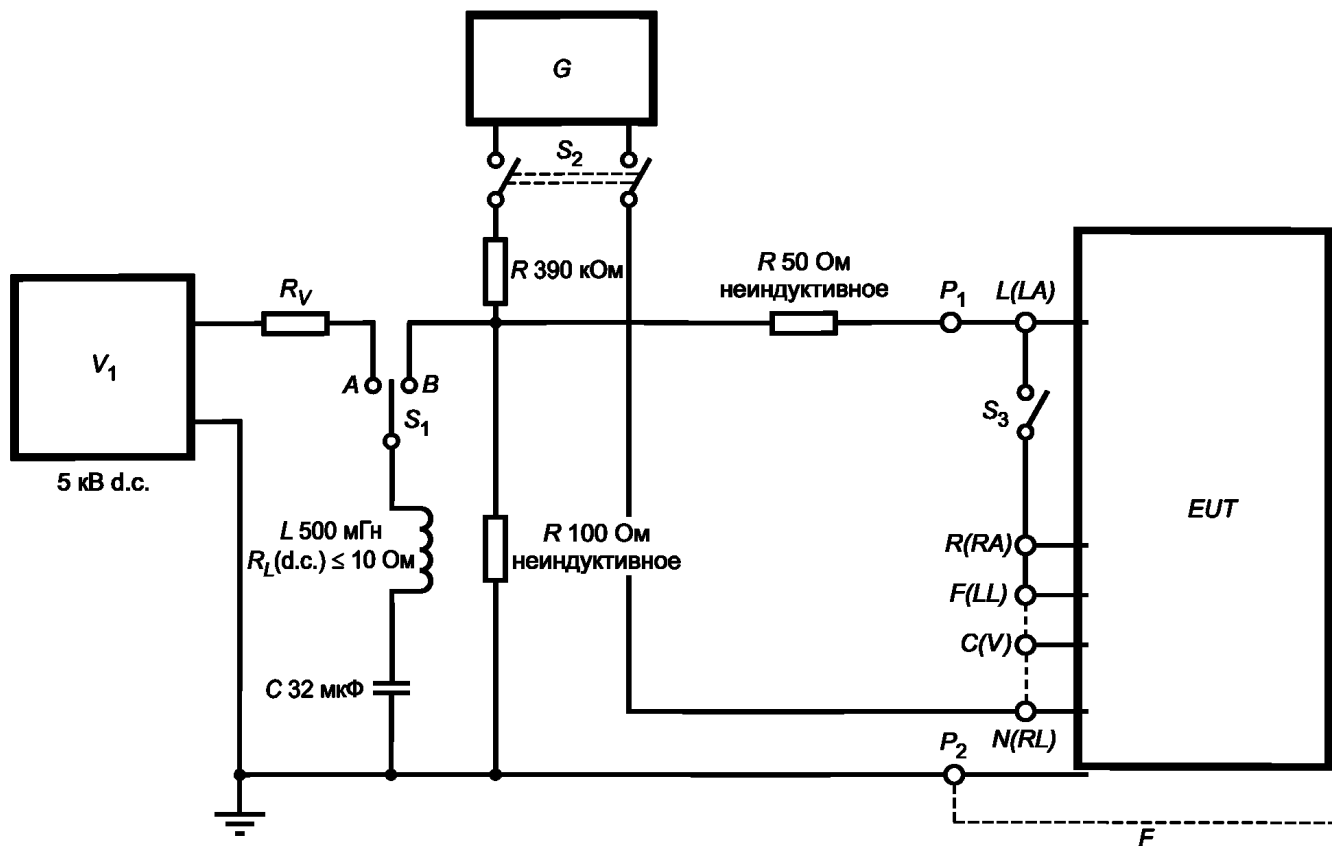 G
S2
R 390 кОм
R 50 Ом
неиндуктивное
P1
L(LA)
RV
V1
A
B
S1
S3
5 кВ d.c.
L 500 мГн
RL(d.c.) ≤ 10 Ом
R 100 Ом
неиндуктивное
EUT
R(RA)
F(LL)
C(V)
C 32 мкФ
N(RL)
P2
F